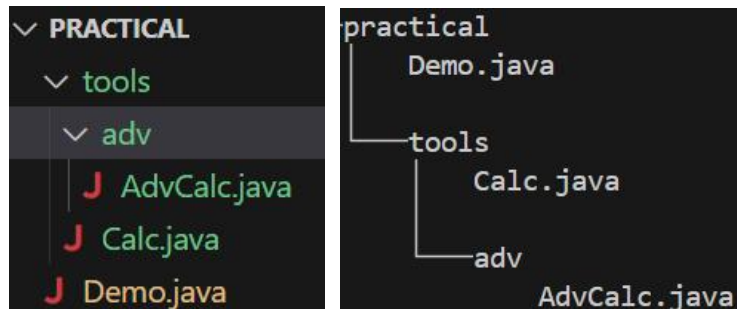 PRACTICAL
tools
adv
J AdvCalc.java
J Calc.java
J Demo.java
practical
Demo.java
tools
Calc.java
adv
AdvCalc.java